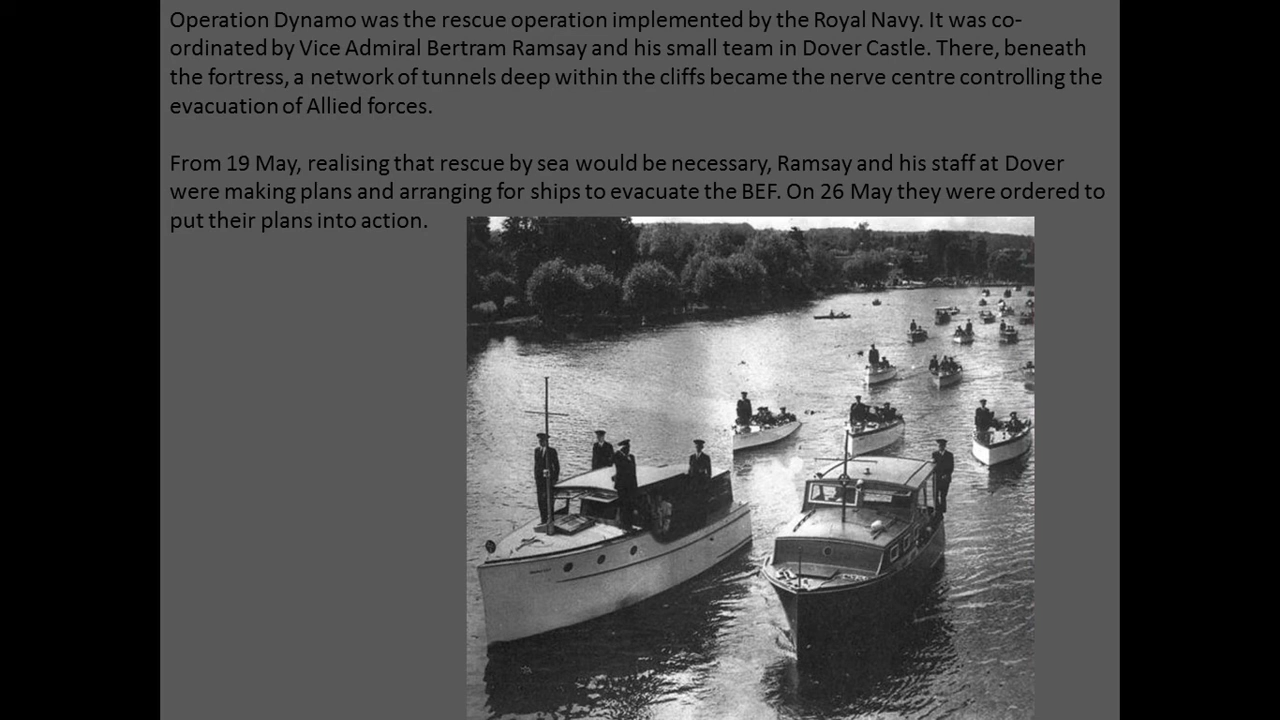 Operation Dynamo was the rescue operation implemented by the Royal Navy. It was co-
ordinated by Vice Admiral Bertram Ramsay and his small team in Dover Castle. There, beneath
the fortress, a network of tunnels deep within the cliffs became the nerve centre controlling the
evacuation of Allied forces.
From 19 May, realising that rescue by sea would be necessary, Ramsay and his staff at Dover
were making plans and arranging for ships to evacuate the BEF. On 26 May they were ordered to
put their plans into action.